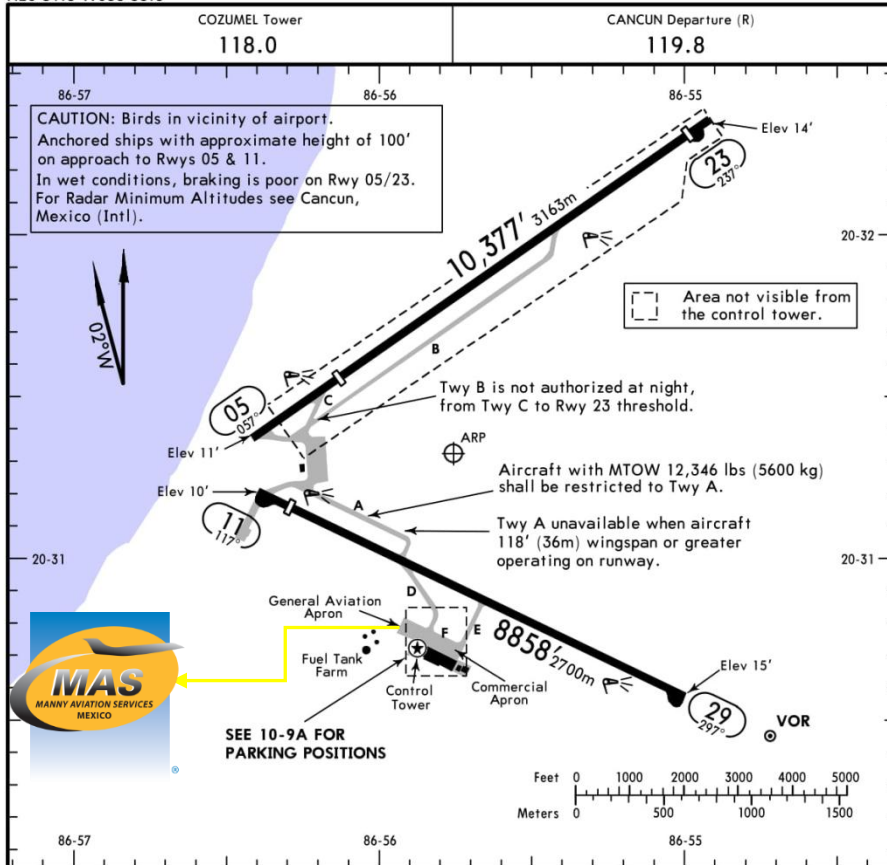 COZUMEL Tower
118.0
CANCUN Departure (R)
119.8
86-57
86-56
86-55
CAUTION: Birds in vicinity of airport.
Anchored ships with approximate height of 100'
on approach to Rwys 05 & 11.
In wet conditions, braking is poor on Rwy 05/23.
For Radar Minimum Altitudes see Cancun,
Mexico (Intl).
Elev 14'
23
237°
10,377' 3163m
20-32
20-32
Area not visible from
the control tower.
02°W
B
C
Twy B is not authorized at night,
from Twy C to Rwy 23 threshold.
05
057°
Elev 11'
ARP
Elev 10'
Aircraft with MTOW 12,346 lbs (5600 kg)
shall be restricted to Twy A.
A
11
117°
Twy A unavailable when aircraft
118' (36m) wingspan or greater
operating on runway.
20-31
20-31
D
General Aviation
Apron
F
E
8858' 2700m
Fuel Tank
Farm
Elev 15'
Control
Tower
Commercial
Apron
29
297°
VOR
MAS
MANNY AVIATION SERVICES
MEXICO
®
SEE 10-9A FOR
PARKING POSITIONS
Feet 0 1000 2000 3000 4000 5000
Meters 0 500 1000 1500
86-57
86-56
86-55